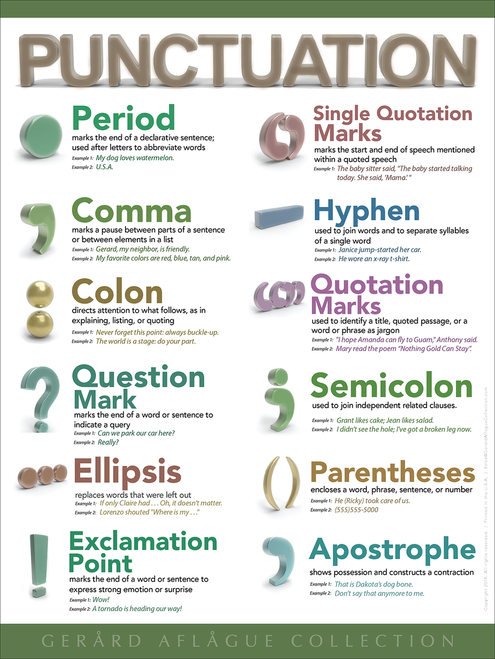 PUNCTUATION
Period
marks the end of a declarative sentence;
used after letters to abbreviate words
Example 1: My dog loves watermelon.
Example 2: U.S.A.
Comma
marks a pause between parts of a sentence
or between elements in a list
Example 1: Gerard, my neighbor, is friendly.
Example 2: My favorite colors are red, blue, tan, and pink.
Colon
directs attention to what follows, as in
explaining, listing, or quoting
Example 1: Never forget this point: always buckle-up.
Example 2: The world is a stage: do your part.
Question
Mark
marks the end of a word or sentence to
indicate a query
Example 1: Can we park our car here?
Example 2: Really?
Ellipsis
replaces words that were left out
Example 1: If only Claire had . . . Oh, it doesn't matter.
Example 2: Lorenzo shouted "Where is my . . ."
Exclamation
Point
marks the end of a word or sentence to
express strong emotion or surprise
Example 1: Wow!
Example 2: A tornado is heading our way!
Single Quotation
Marks
marks the start and end of speech mentioned
within a quoted speech
Example 1: The baby sitter said, "The baby started talking
today. She said, 'Mama.'"
Hyphen
used to join words and to separate syllables
of a single word
Example 1: Janice jump-started her car.
Example 2: He wore an x-ray t-shirt.
Quotation
Marks
used to identify a title, quoted passage, or a
word or phrase as jargon
Example 1: "I hope Amanda can fly to Guam," Anthony said.
Example 2: Mary read the poem "Nothing Gold Can Stay".
Semicolon
used to join independent related clauses.
Example 1: Grant likes cake; Jean likes salad.
Example 2: I didn't see the hole; I've got a broken leg now.
Parentheses
encloses a word, phrase, sentence, or number
Example 1: He (Ricky) took care of us.
Example 2: (555)555-5000
Apostrophe
shows possession and constructs a contraction
Example 1: That is Dakota's dog bone.
Example 2: Don't say that anymore to me.
GERÅRD AFLÅGUE COLLECTION